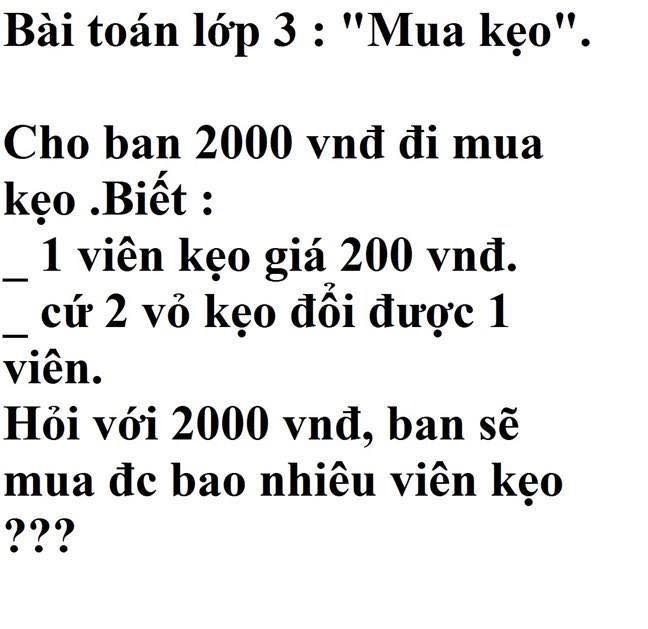 Bài toán lớp 3 : "Mua kẹo".
Cho ban 2000 vnđ đi mua
kẹo .Biết :
_ 1 viên kẹo giá 200 vnđ.
_ cứ 2 vỏ kẹo đổi được 1
viên.
Hỏi với 2000 vnđ, ban sẽ
mua đc bao nhiêu viên kẹo
???